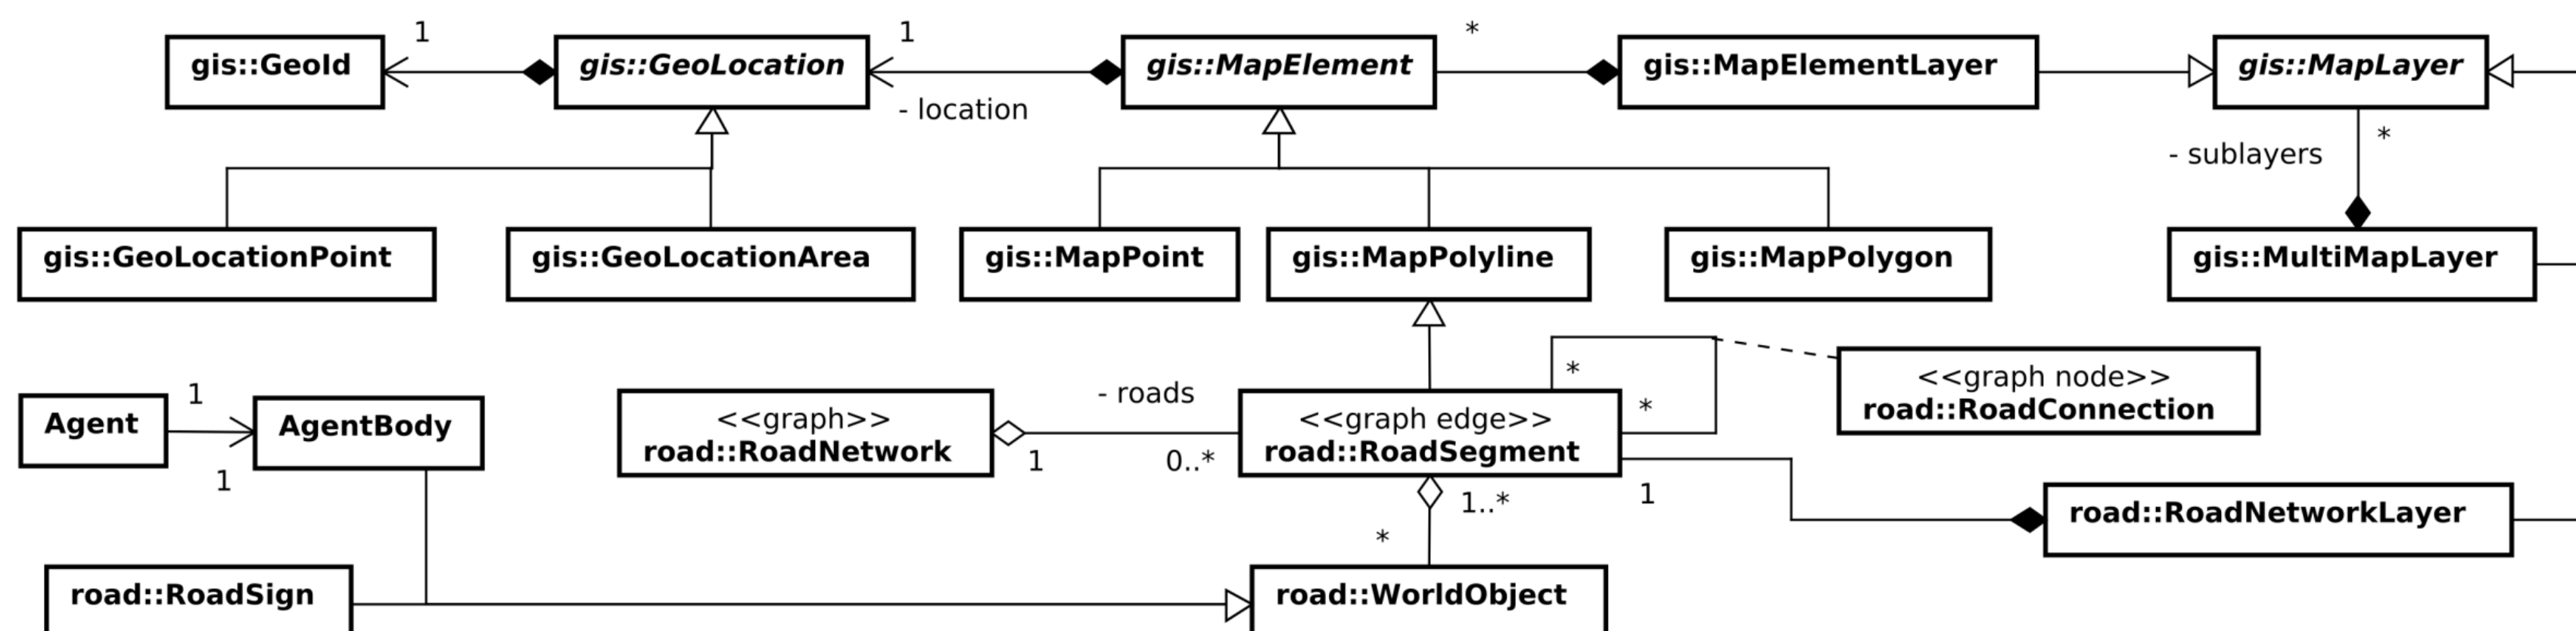 1
1
*
gis::GeoId
gis::GeoLocation
gis::MapElement
gis::MapElementLayer
gis::MapLayer
- location
*
- sublayers
gis::GeoLocationPoint
gis::GeoLocationArea
gis::MapPoint
gis::MapPolyline
gis::MapPolygon
gis::MultiMapLayer
*
<<graph node>>
road::RoadConnection
1
- roads
*
Agent
AgentBody
<<graph>>
road::RoadNetwork
<<graph edge>>
road::RoadSegment
1
0..*
1
1..*
1
road::RoadNetworkLayer
*
road::RoadSign
road::WorldObject